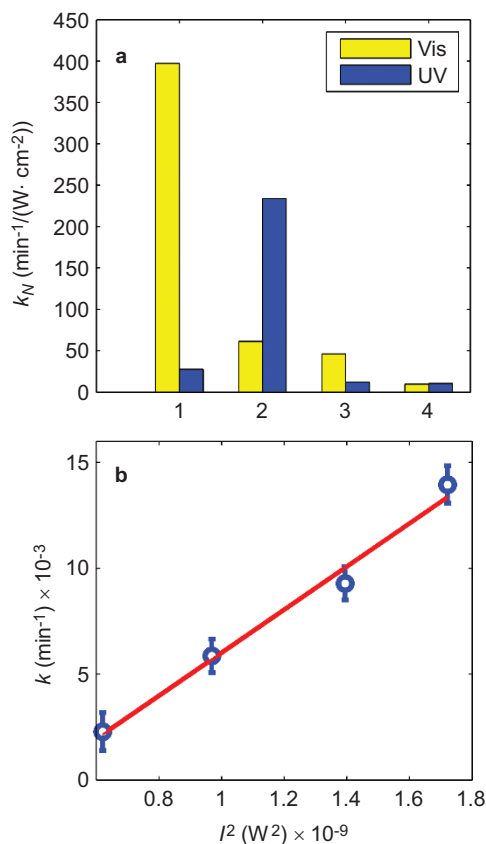 a
Vis
UV
k_N (min⁻¹/(W· cm⁻²))
450
400
350
300
250
200
150
100
50
0
1 2 3 4
b
k (min⁻¹) × 10⁻³
15
10
5
0
0.8 1 1.2 1.4 1.6 1.8
I² (W²) × 10⁻⁹